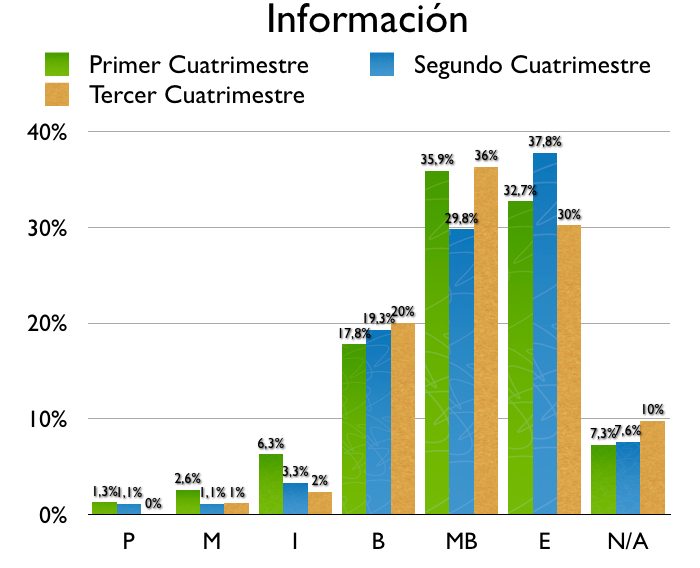 Información
Primer Cuatrimestre
Segundo Cuatrimestre
Tercer Cuatrimestre
40%
30%
20%
10%
0%
1,3%
1,1%
0%
2,6%
1,1%
1%
6,3%
3,3%
2%
17,8%
19,3%
20%
35,9%
29,8%
36%
32,7%
37,8%
30%
7,3%
7,6%
10%
P
M
I
B
MB
E
N/A